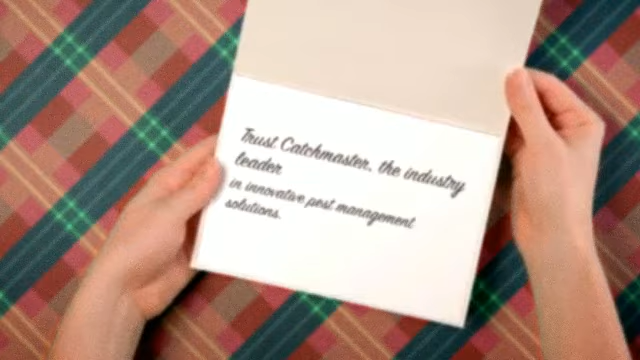 Trust Catchmaster, the industry
leader
in innovative pest management
solutions.